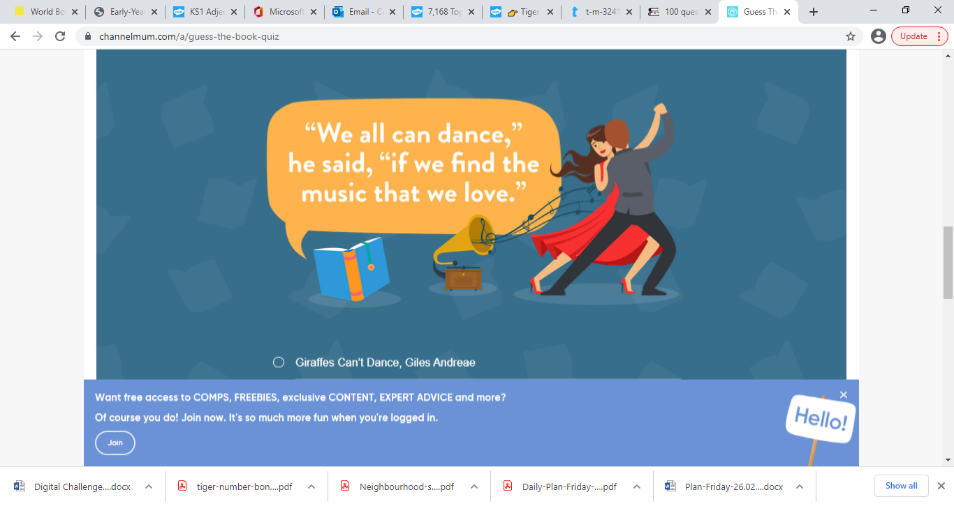 World Bo
Early-Yea
KS1 Adje
Microsoft
Email - C
7,168 Top
Tiger
t-m-324
100 ques
Guess Th
channelmum.com/a/guess-the-book-quiz
Update
“We all can dance,”
he said, “if we find the
music that we love.”
Giraffes Can't Dance, Giles Andreae
Want free access to COMPS, FREEBIES, exclusive CONTENT, EXPERT ADVICE and more?
Of course you do! Join now. It's so much more fun when you're logged in.
Join
Hello!
Digital Challenge....docx
tiger-number-bon....pdf
Neighbourhood-s....pdf
Daily-Plan-Friday-....pdf
Plan-Friday-26.02....docx
Show all